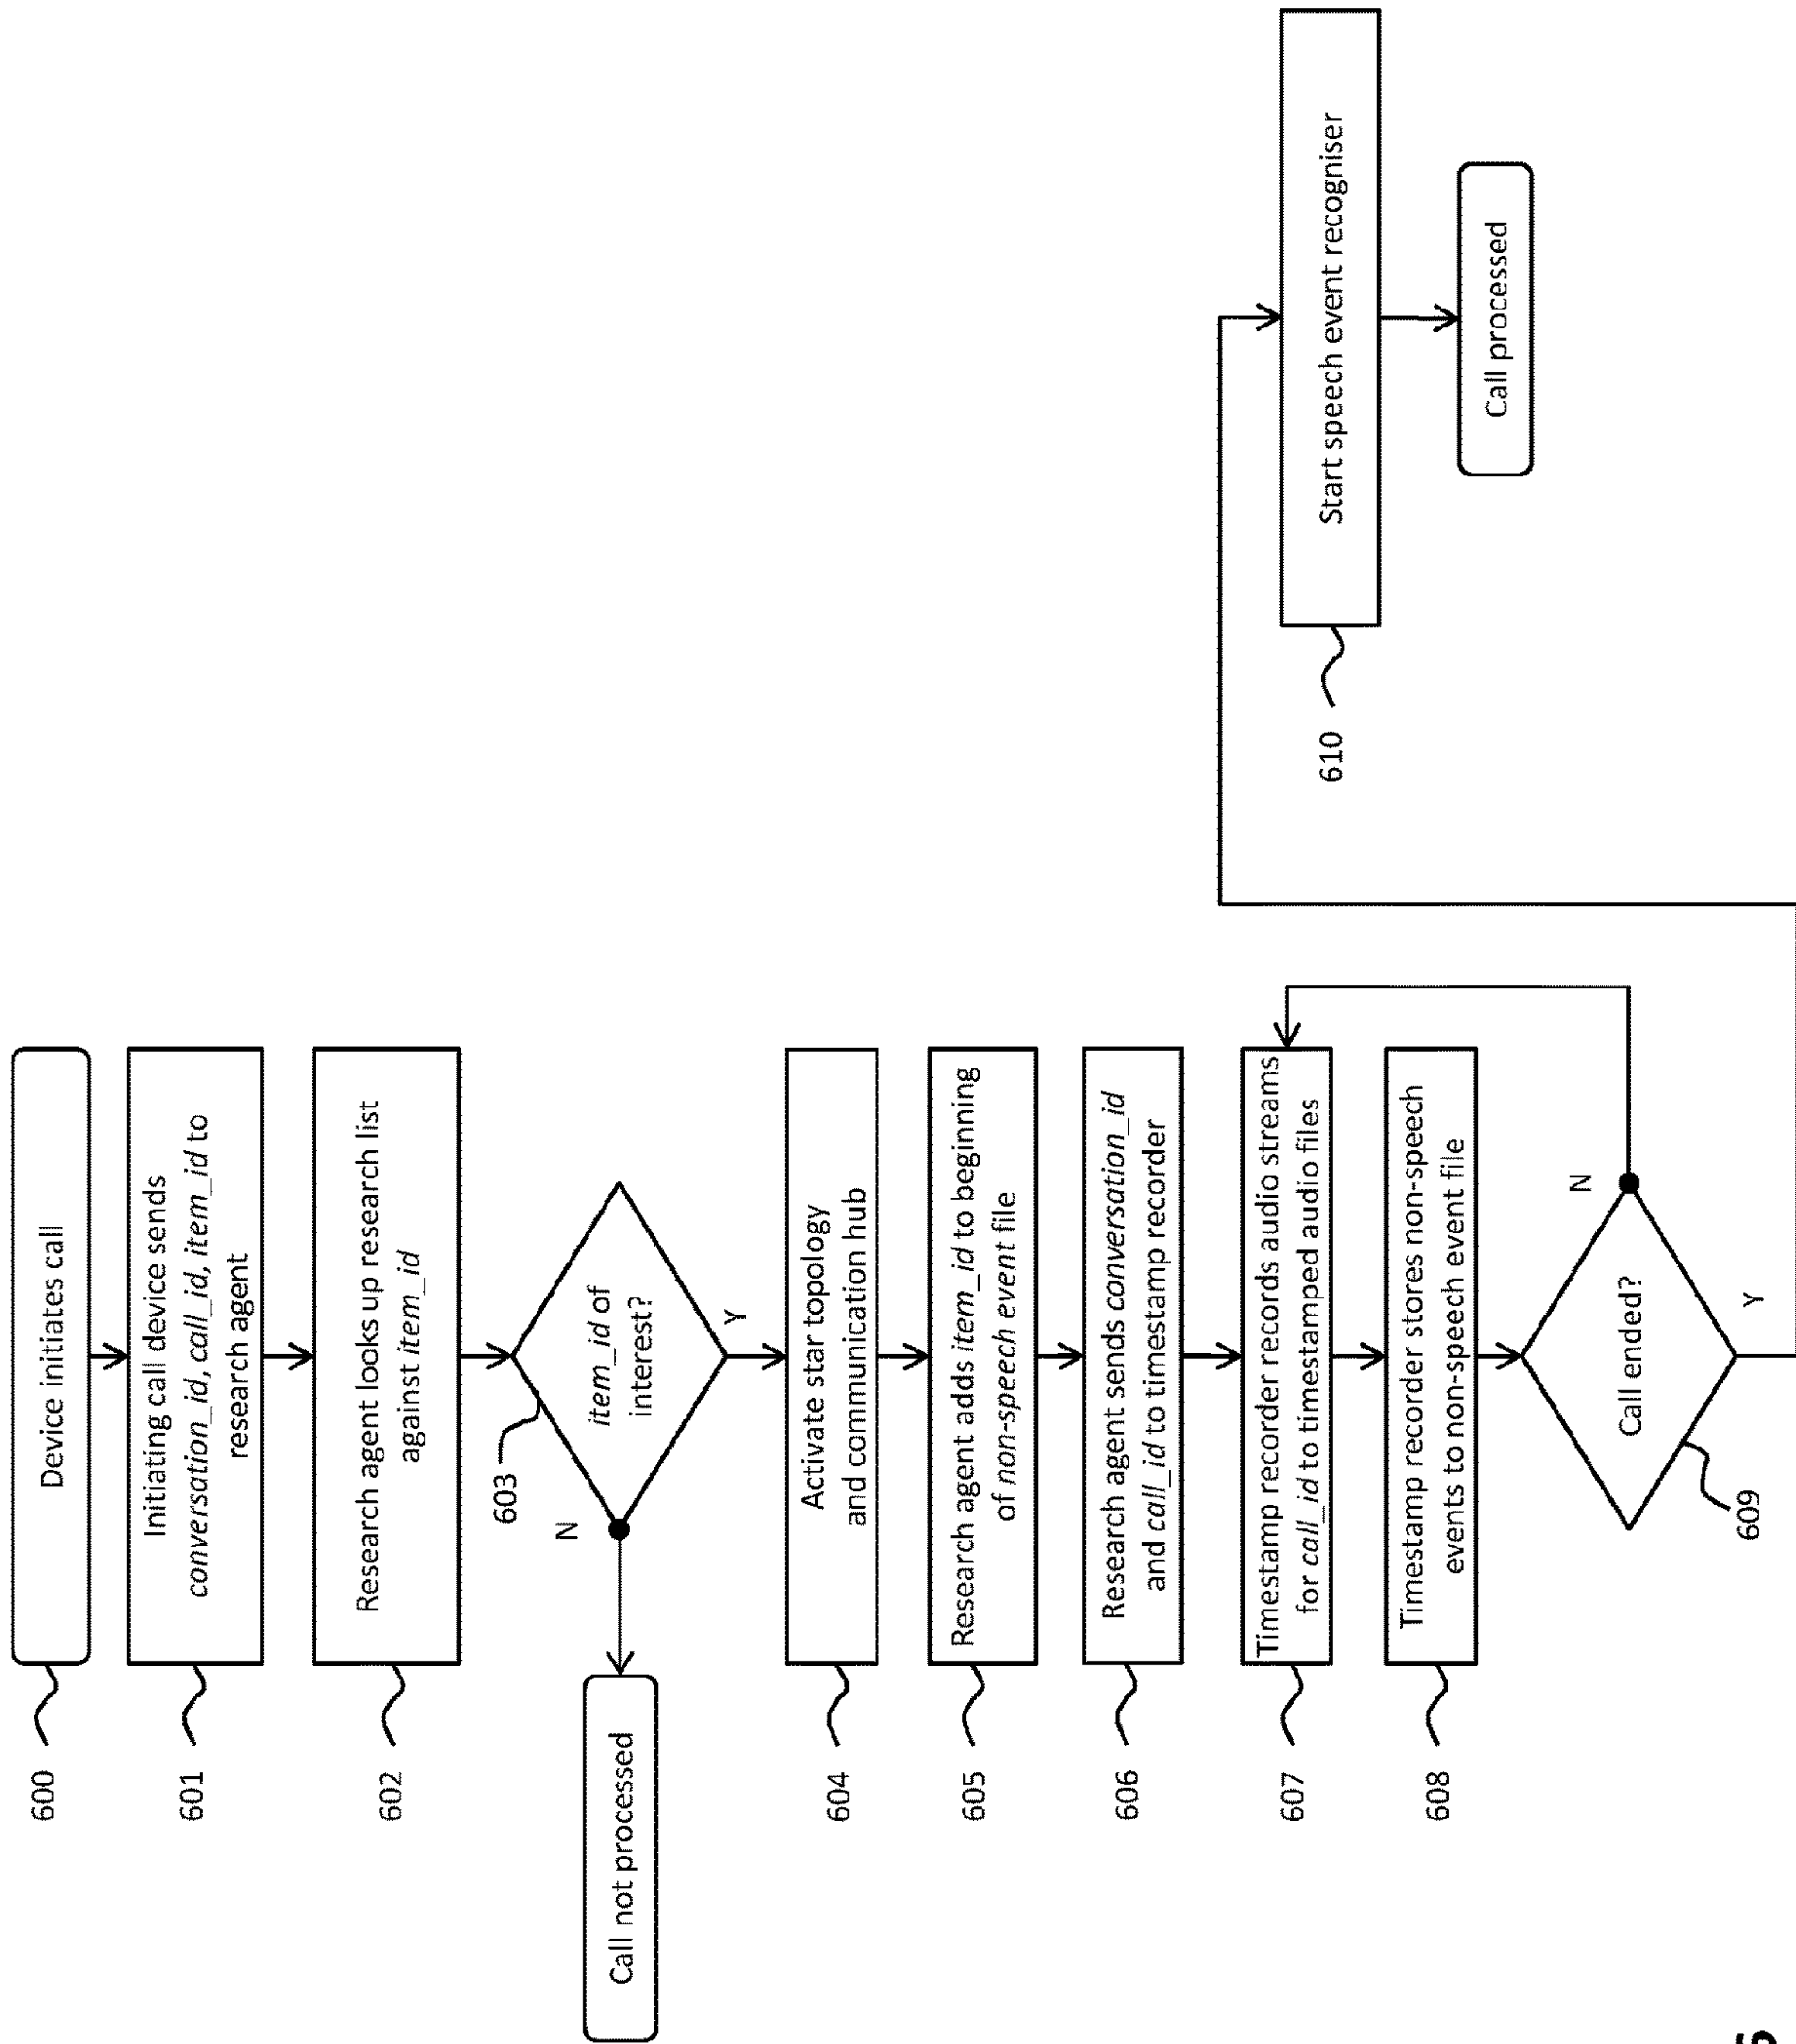 600
Device initiates call
601
Initiating call device sends
conversation_id, call_id, item_id to
research agent
602
Research agent looks up research list
against item_id
603
item_id of
interest?
N
Y
Call not processed
604
Activate star topology
and communication hub
605
Research agent adds item_id to beginning
of non-speech event file
606
Research agent sends conversation_id
and call_id to timestamp recorder
607
Timestamp recorder records audio streams
for call_id to timestamped audio files
608
Timestamp recorder stores non-speech
events to non-speech event file
609
Call ended?
N
Y
610
Start speech event recogniser
Call processed